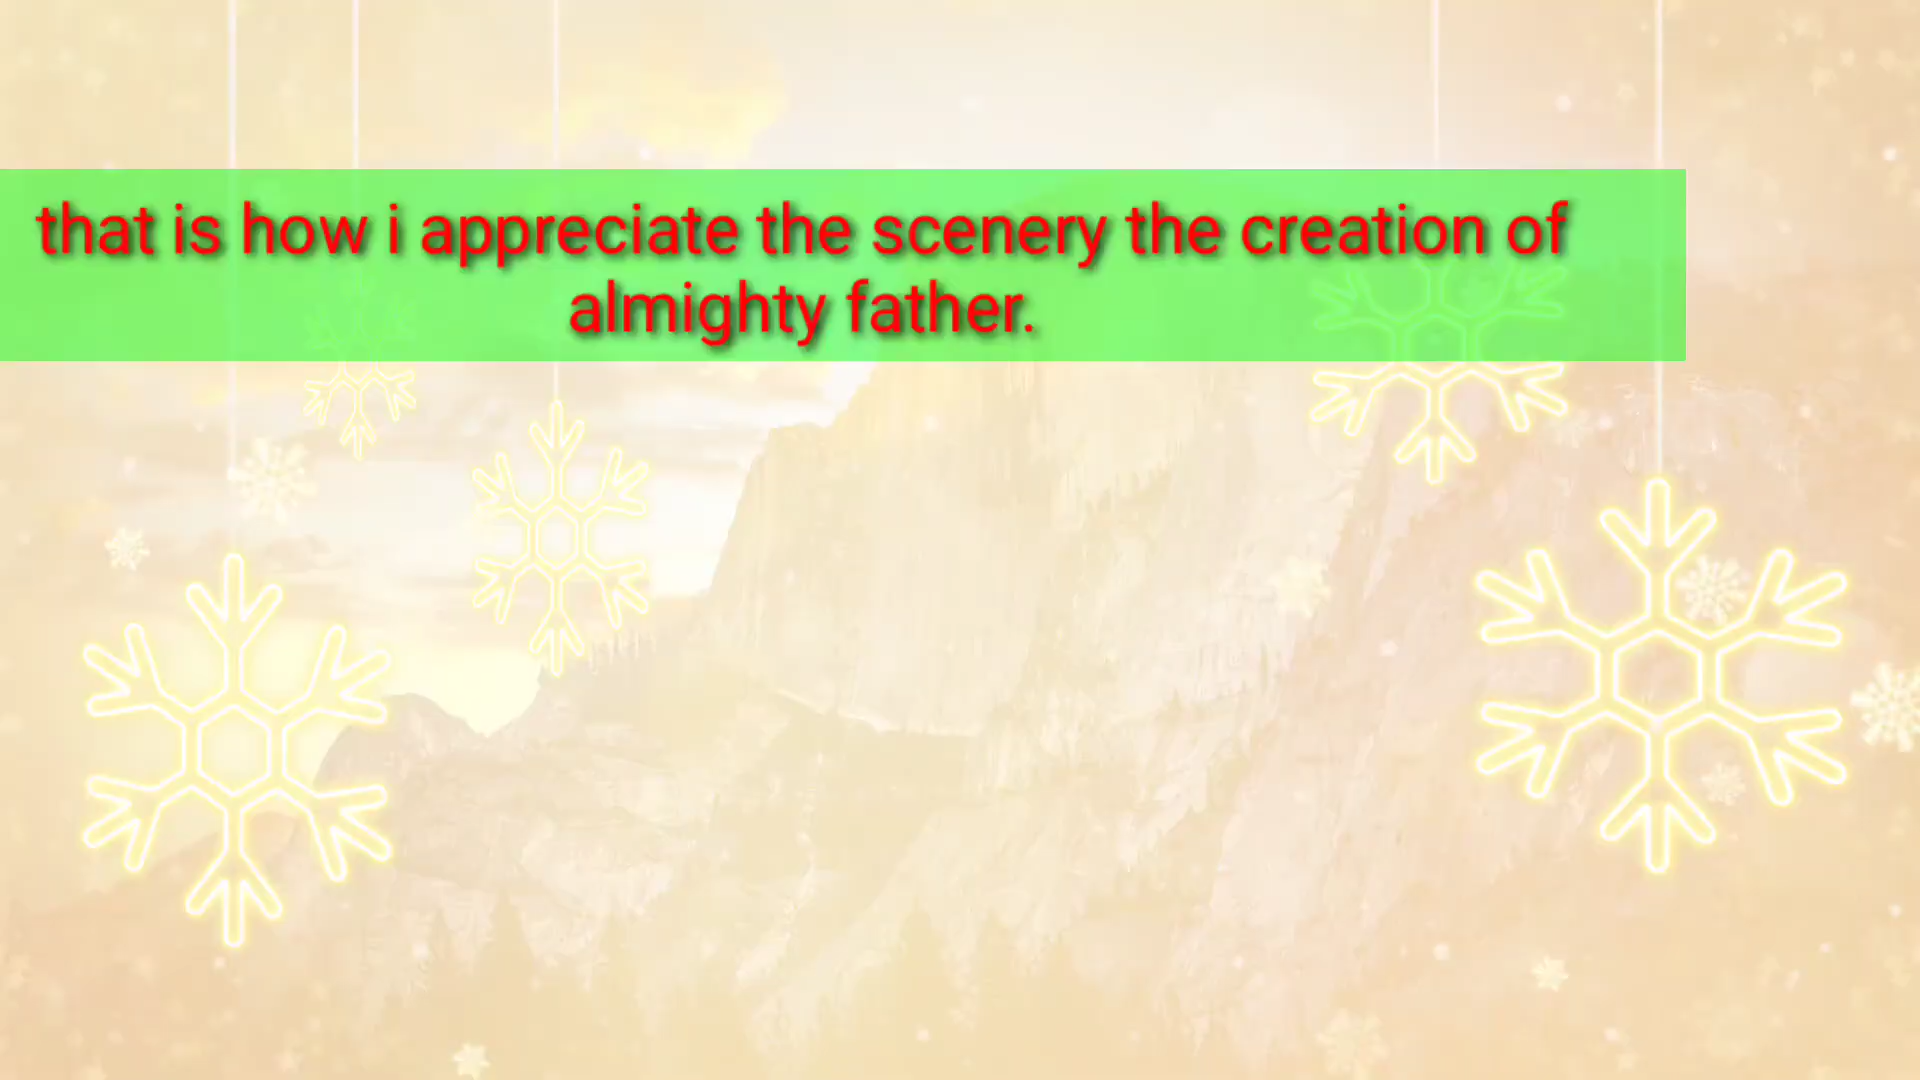 that is how i appreciate the scenery the creation of
almighty father.